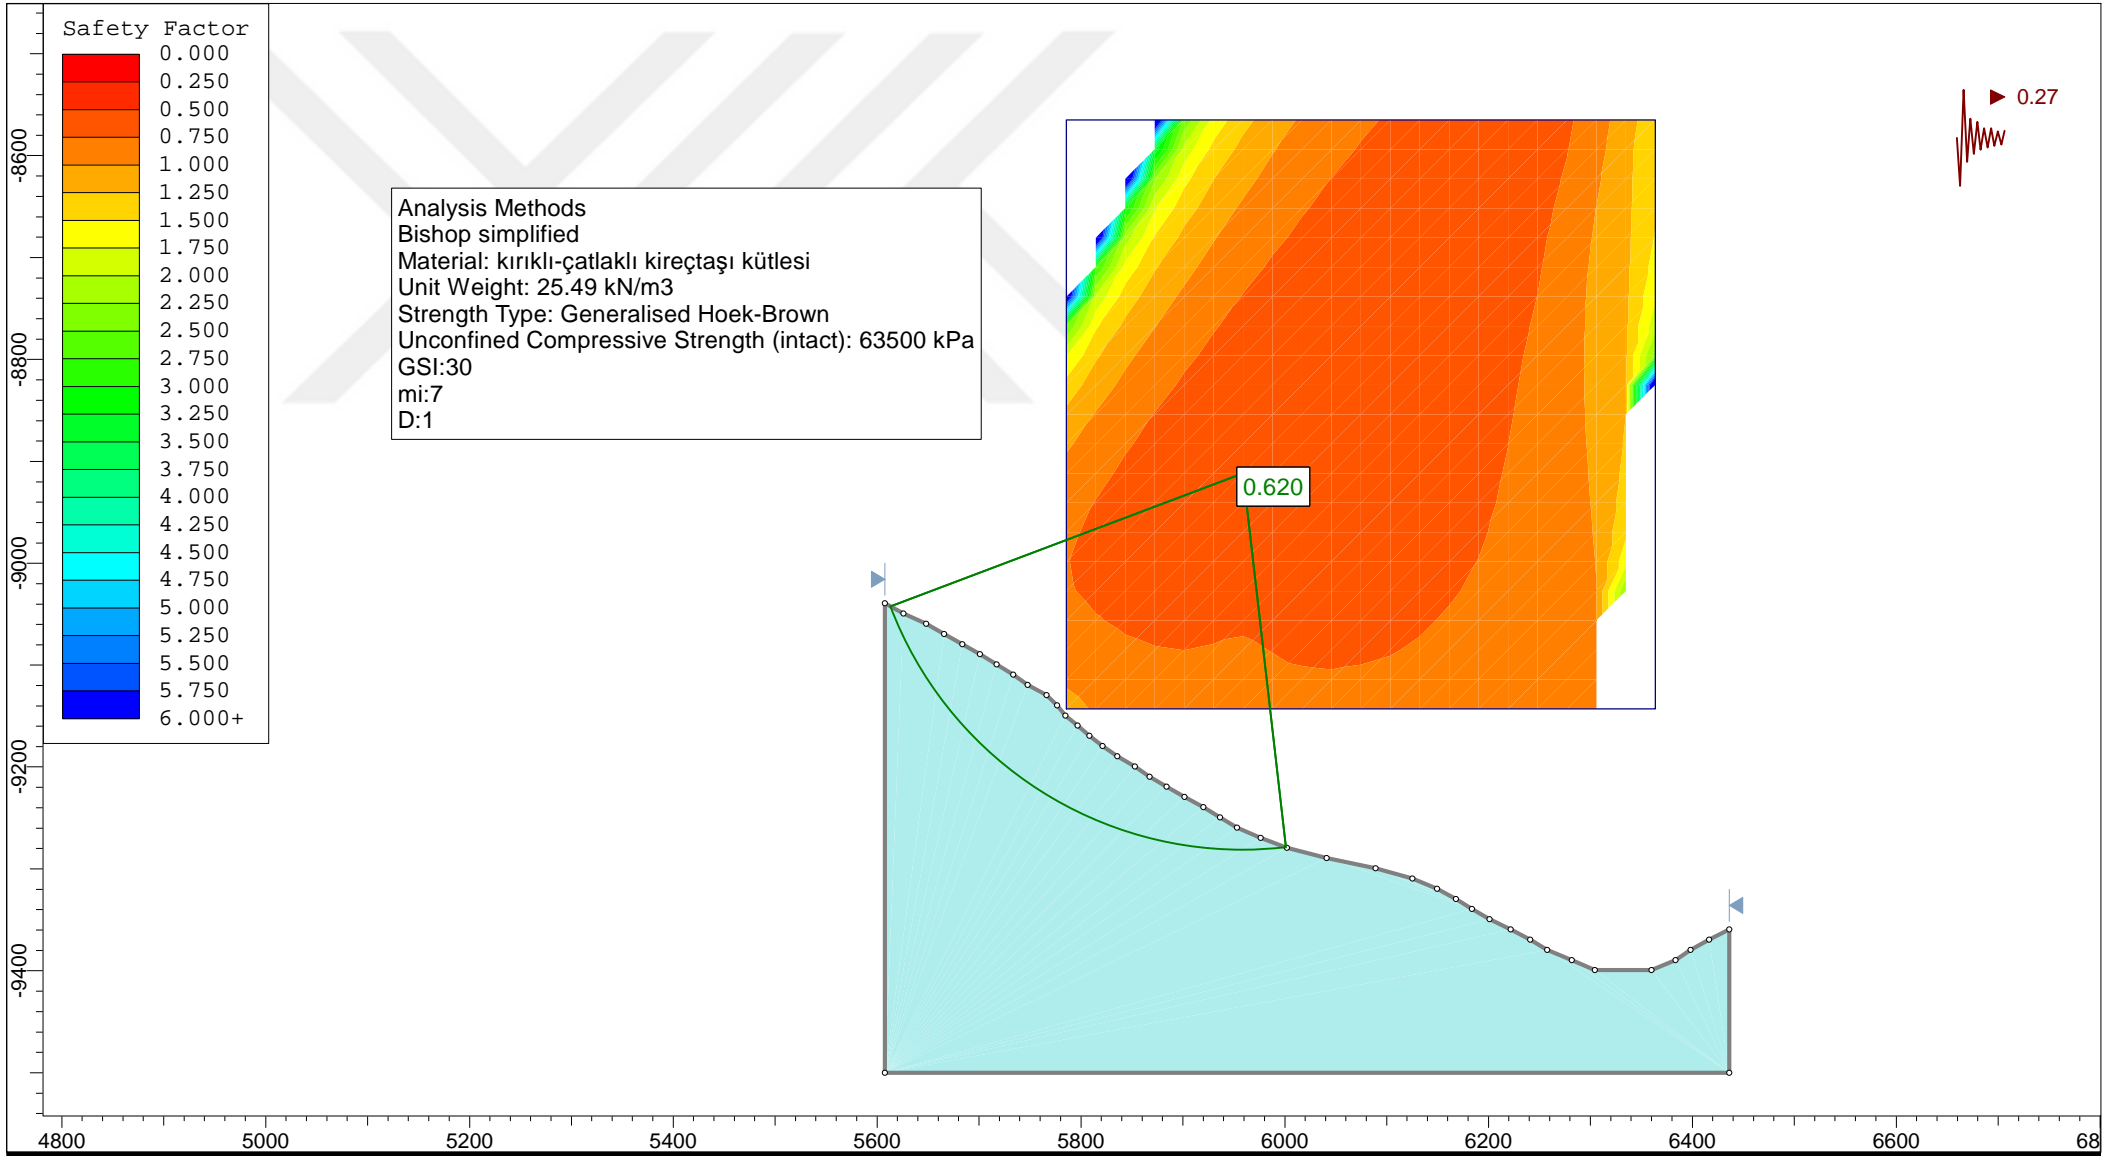 Safety Factor
0.000
0.250
0.500
0.750
1.000
1.250
1.500
1.750
2.000
2.250
2.500
2.750
3.000
3.250
3.500
3.750
4.000
4.250
4.500
4.750
5.000
5.250
5.500
5.750
6.000+
Analysis Methods
Bishop simplified
Material: kırıklı-çatlaklı kireçtaşı kütlesi
Unit Weight: 25.49 kN/m3
Strength Type: Generalised Hoek-Brown
Unconfined Compressive Strength (intact): 63500 kPa
GSI:30
mi:7
D:1
0.27
0.620
-8600
-8800
-9000
-9200
-9400
4800 5000 5200 5400 5600 5800 6000 6200 6400 6600 68